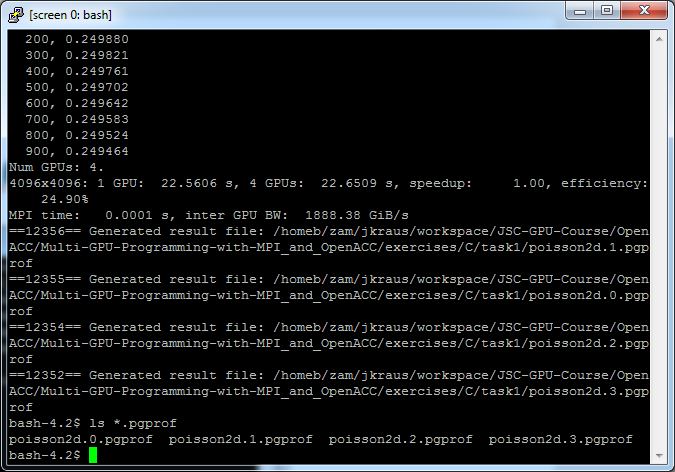 [screen 0: bash]
200, 0.249880
300, 0.249821
400, 0.249761
500, 0.249702
600, 0.249642
700, 0.249583
800, 0.249524
900, 0.249464
Num GPUs: 4.
4096x4096: 1 GPU:  22.5606 s, 4 GPUs:  22.6509 s, speedup:     1.00, efficiency:
24.90%
MPI time:   0.0001 s, inter GPU BW:  1888.38 GiB/s
==12356== Generated result file: /homeb/zam/jkraus/workspace/JSC-GPU-Course/Open
ACC/Multi-GPU-Programming-with-MPI_and_OpenACC/exercises/C/task1/poisson2d.1.pgp
rof
==12355== Generated result file: /homeb/zam/jkraus/workspace/JSC-GPU-Course/Open
ACC/Multi-GPU-Programming-with-MPI_and_OpenACC/exercises/C/task1/poisson2d.0.pgp
rof
==12354== Generated result file: /homeb/zam/jkraus/workspace/JSC-GPU-Course/Open
ACC/Multi-GPU-Programming-with-MPI_and_OpenACC/exercises/C/task1/poisson2d.2.pgp
rof
==12352== Generated result file: /homeb/zam/jkraus/workspace/JSC-GPU-Course/Open
ACC/Multi-GPU-Programming-with-MPI_and_OpenACC/exercises/C/task1/poisson2d.3.pgp
rof
bash-4.2$ ls *.pgprof
poisson2d.0.pgprof  poisson2d.1.pgprof  poisson2d.2.pgprof  poisson2d.3.pgprof
bash-4.2$